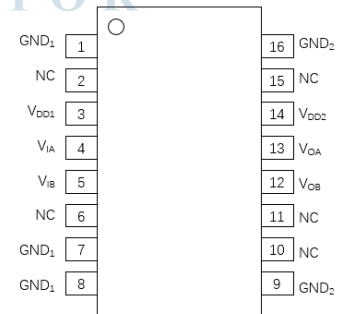 GND₁ 1 16 GND₂
NC 2 15 NC
VDD1 3 14 VDD2
VIA 4 13 VOA
VIB 5 12 VOB
NC 6 11 NC
GND₁ 7 10 NC
GND₁ 8 9 GND₂